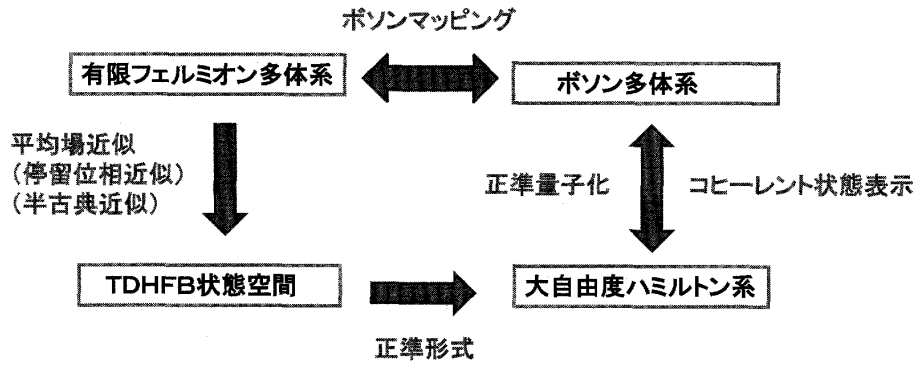 ボソンマッピング
有限フェルミオン多体系
ボソン多体系
平均場近似
(停留位相近似)
(半古典近似)
正準量子化
コヒーレント状態表示
TDHFB状態空間
大自由度ハミルトン系
正準形式